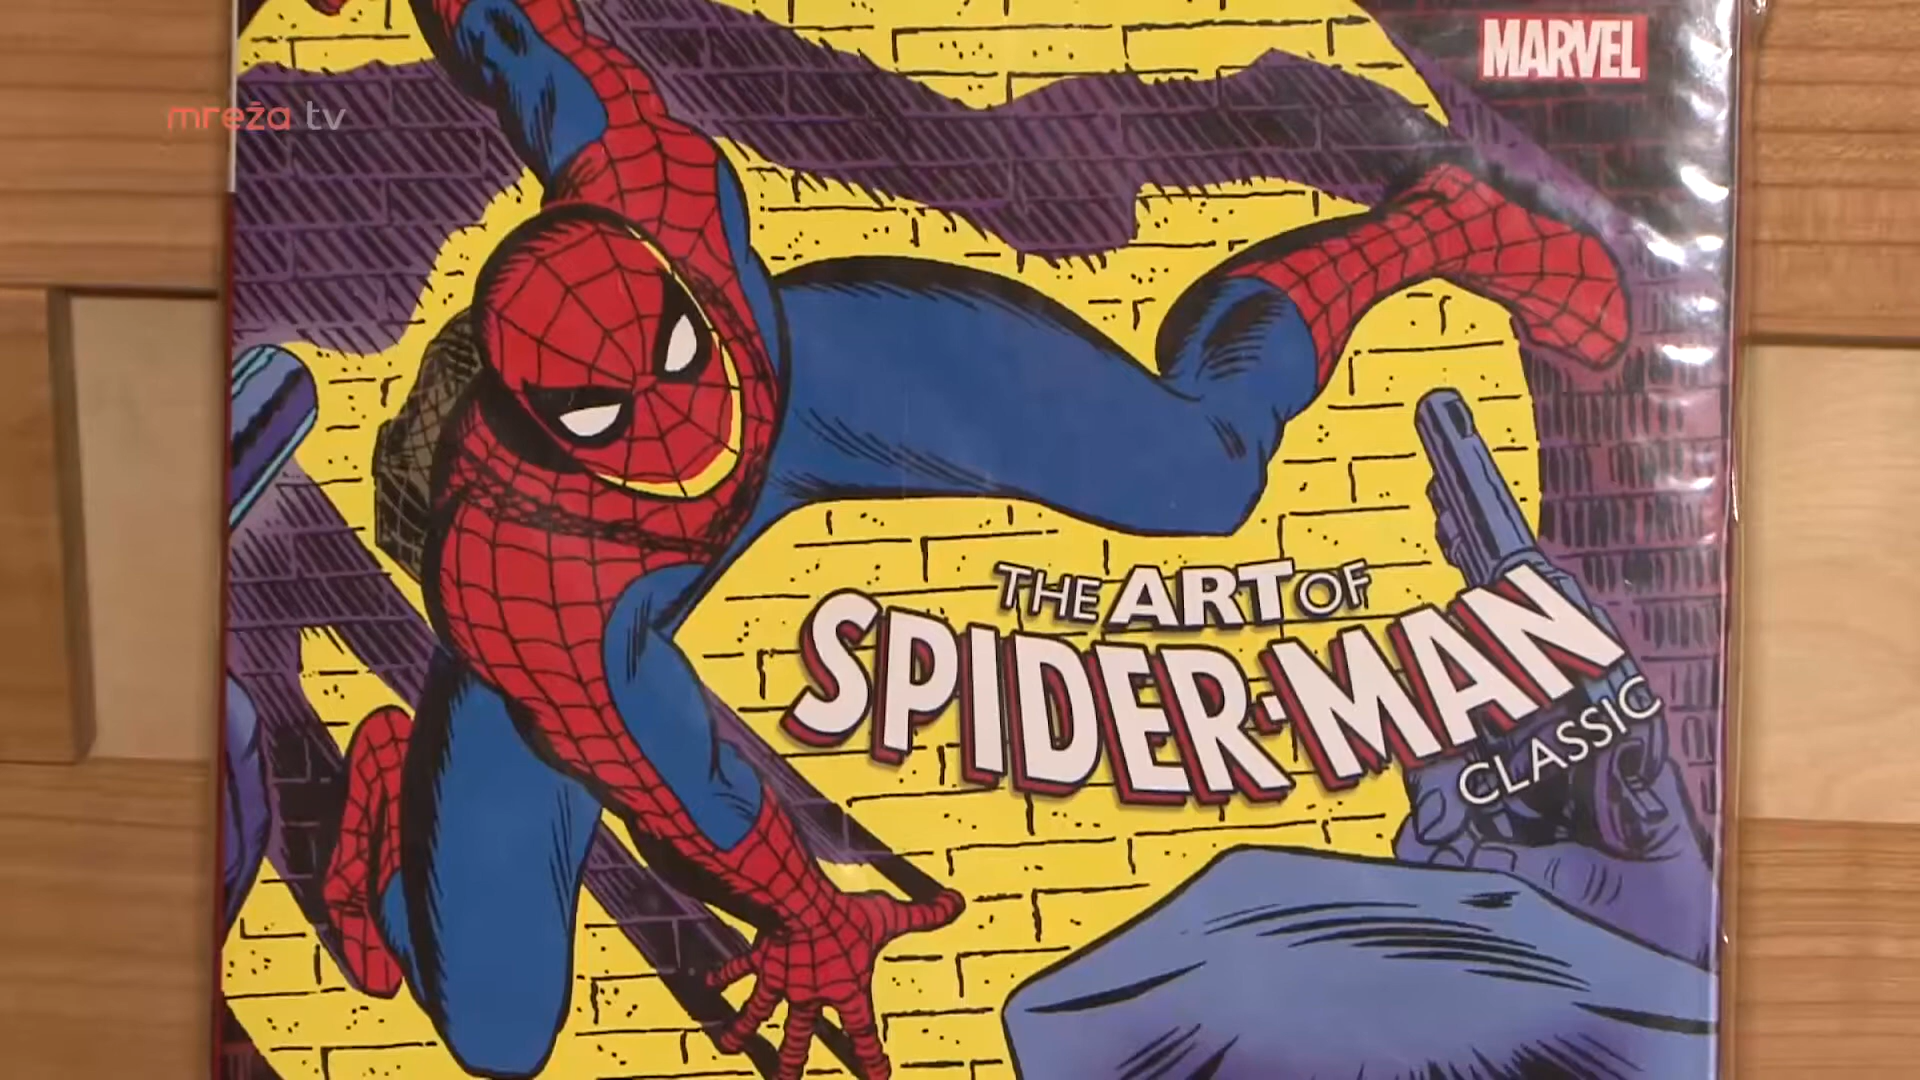 MARVEL
mreža tv
THE ART OF
SPIDER-MAN
CLASSIC